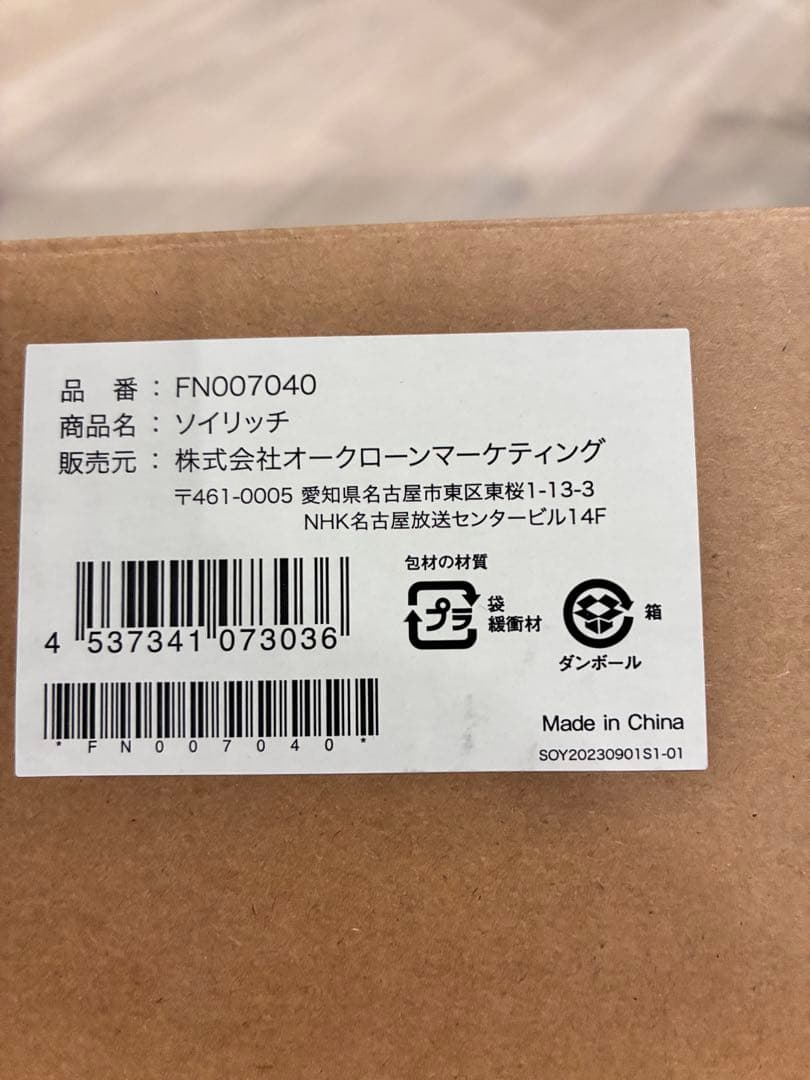 品 番 : FN007040
商品名 : ソイリッチ
販売元 : 株式会社オークローンマーケティング
〒461-0005 愛知県名古屋市東区東桜1-13-3
NHK名古屋放送センタービル14F
包材の材質
プラ 袋
緩衝材
箱
ダンボール
4 537341 073036
*FN007040*
Made in China
SOY20230901S1-01